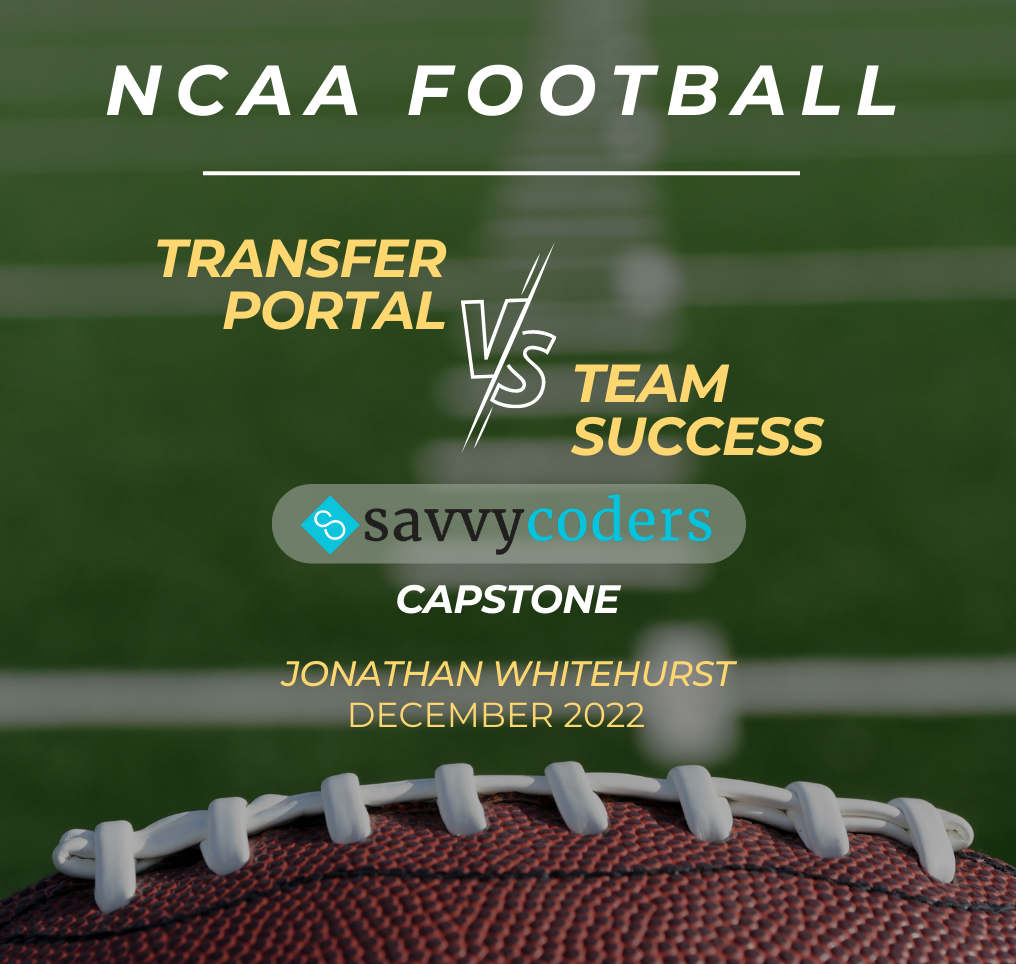 NCAA FOOTBALL
TRANSFER
PORTAL
VS
TEAM
SUCCESS
savvycoders
CAPSTONE
JONATHAN WHITEHURST
DECEMBER 2022